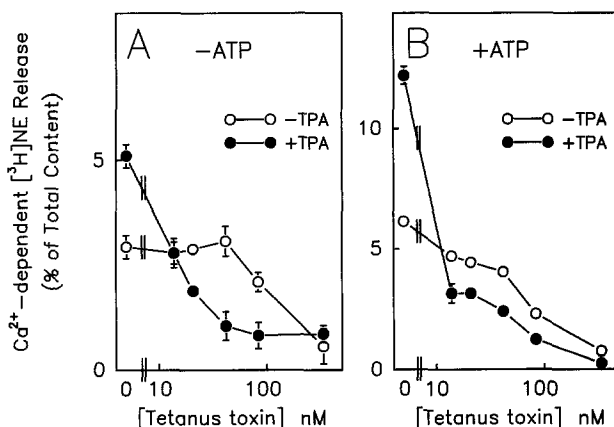 A
−ATP
−TPA
+TPA
5
0
0 10 100
[Tetanus toxin] nM
Ca²⁺−dependent [³H]NE Release
(% of Total Content)
B
+ATP
−TPA
+TPA
10
5
0
0 10 100
[Tetanus toxin] nM